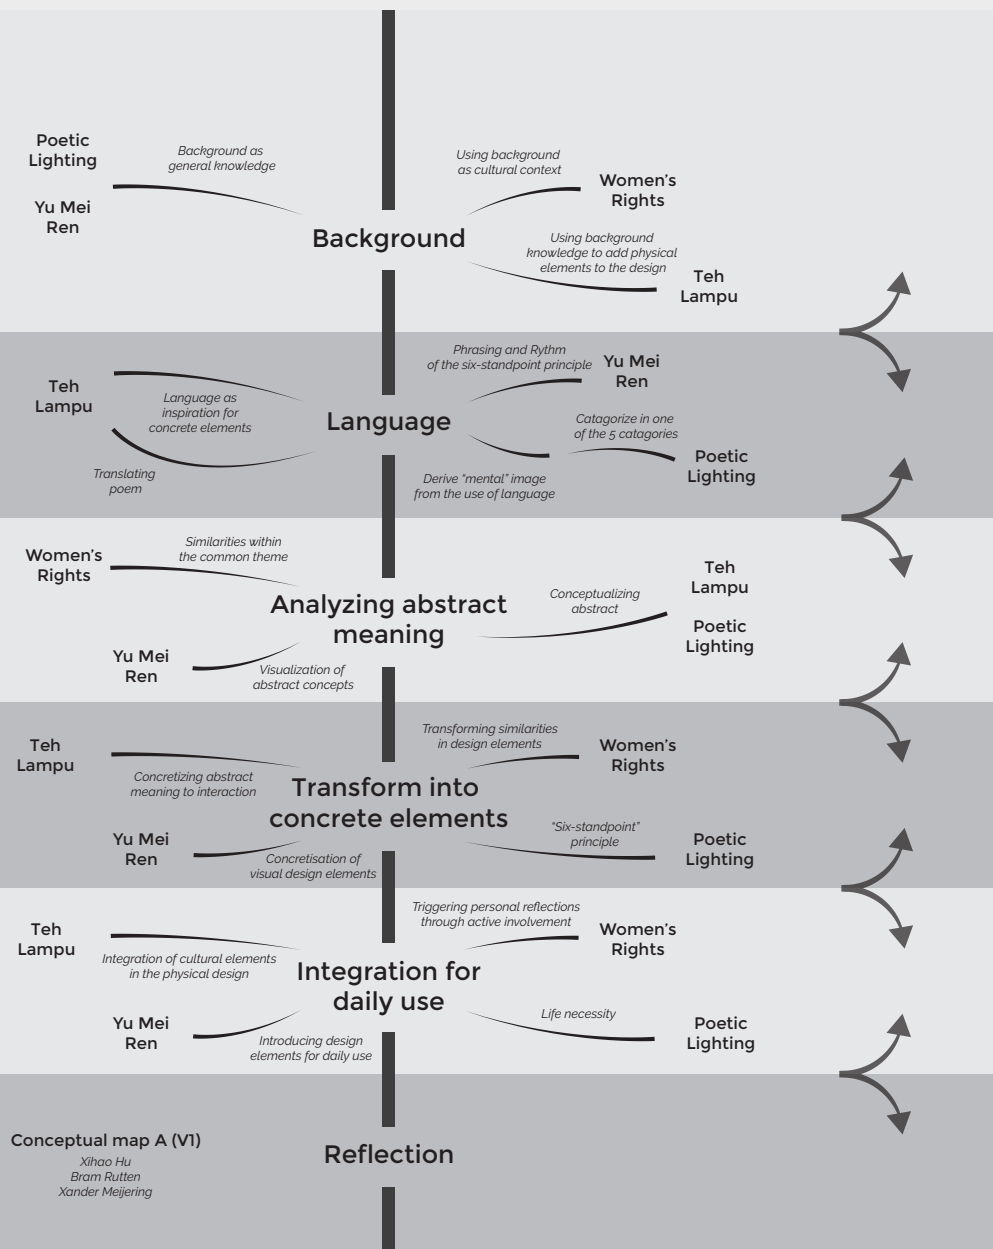 Poetic
Lighting
Yu Mei
Ren
Background as
general knowledge
Using background
as cultural context
Women's
Rights
Background
Using background
knowledge to add physical
elements to the design
Teh
Lampu
Phrasing and Rythm
of the six-standpoint principle
Yu Mei
Ren
Teh
Lampu
Language as
inspiration for
concrete elements
Language
Catagorize in one
of the 5 catagories
Poetic
Lighting
Translating
poem
Derive "mental" image
from the use of language
Women's
Rights
Similarities within
the common theme
Teh
Lampu
Analyzing abstract
meaning
Conceptualizing
abstract
Poetic
Lighting
Yu Mei
Ren
Visualization of
abstract concepts
Teh
Lampu
Transforming similarities
in design elements
Women's
Rights
Concretizing abstract
meaning to interaction
Transform into
concrete elements
Yu Mei
Ren
Concretisation of
visual design elements
"Six-standpoint"
principle
Poetic
Lighting
Teh
Lampu
Triggering personal reflections
through active involvement
Women's
Rights
Integration of cultural elements
in the physical design
Integration for
daily use
Yu Mei
Ren
Introducing design
elements for daily use
Life necessity
Poetic
Lighting
Conceptual map A (V1)
Xihao Hu
Bram Rutten
Xander Meijering
Reflection